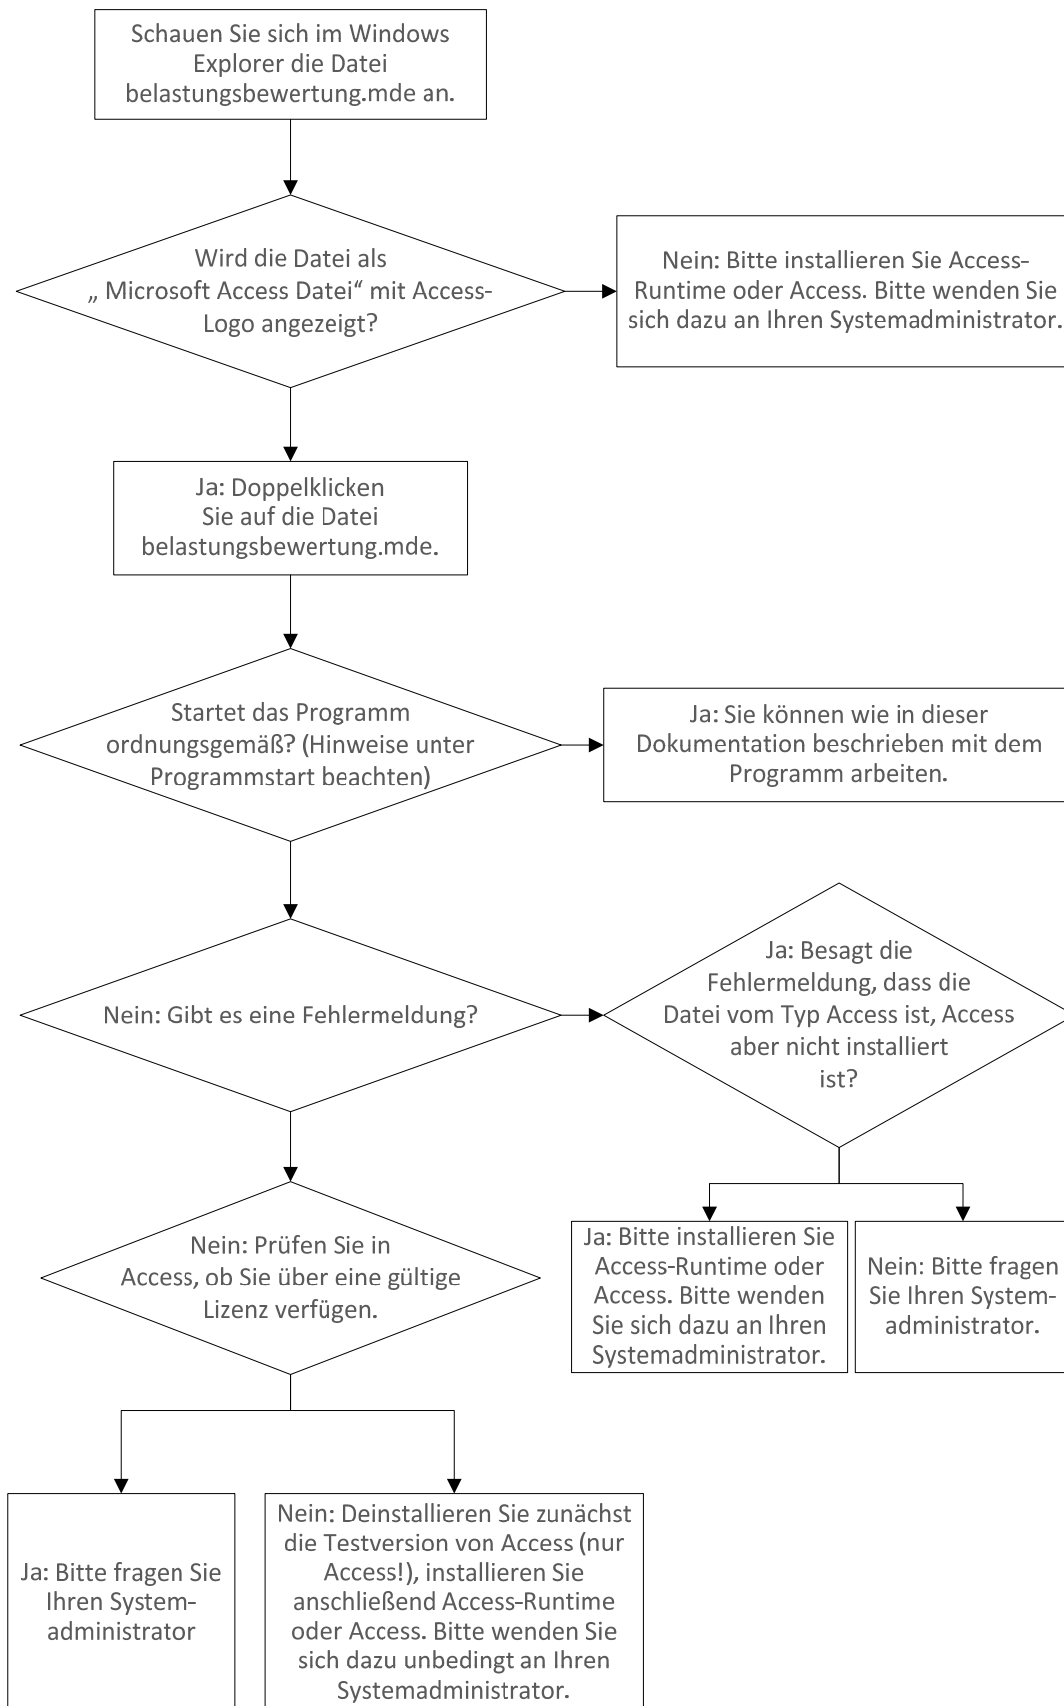 Schauen Sie sich im Windows
Explorer die Datei
belastungsbewertung.mde an.
Wird die Datei als
„ Microsoft Access Datei“ mit Access-
Logo angezeigt?
Nein: Bitte installieren Sie Access-
Runtime oder Access. Bitte wenden Sie
sich dazu an Ihren Systemadministrator.
Ja: Doppelklicken
Sie auf die Datei
belastungsbewertung.mde.
Startet das Programm
ordnungsgemäß? (Hinweise unter
Programmstart beachten)
Ja: Sie können wie in dieser
Dokumentation beschrieben mit dem
Programm arbeiten.
Nein: Gibt es eine Fehlermeldung?
Ja: Besagt die
Fehlermeldung, dass die
Datei vom Typ Access ist, Access
aber nicht installiert
ist?
Nein: Prüfen Sie in
Access, ob Sie über eine gültige
Lizenz verfügen.
Ja: Bitte installieren Sie
Access-Runtime oder
Access. Bitte wenden
Sie sich dazu an Ihren
Systemadministrator.
Nein: Bitte fragen
Sie Ihren System-
administrator.
Ja: Bitte fragen Sie
Ihren System-
administrator
Nein: Deinstallieren Sie zunächst
die Testversion von Access (nur
Access!), installieren Sie
anschließend Access-Runtime
oder Access. Bitte wenden Sie
sich dazu unbedingt an Ihren
Systemadministrator.